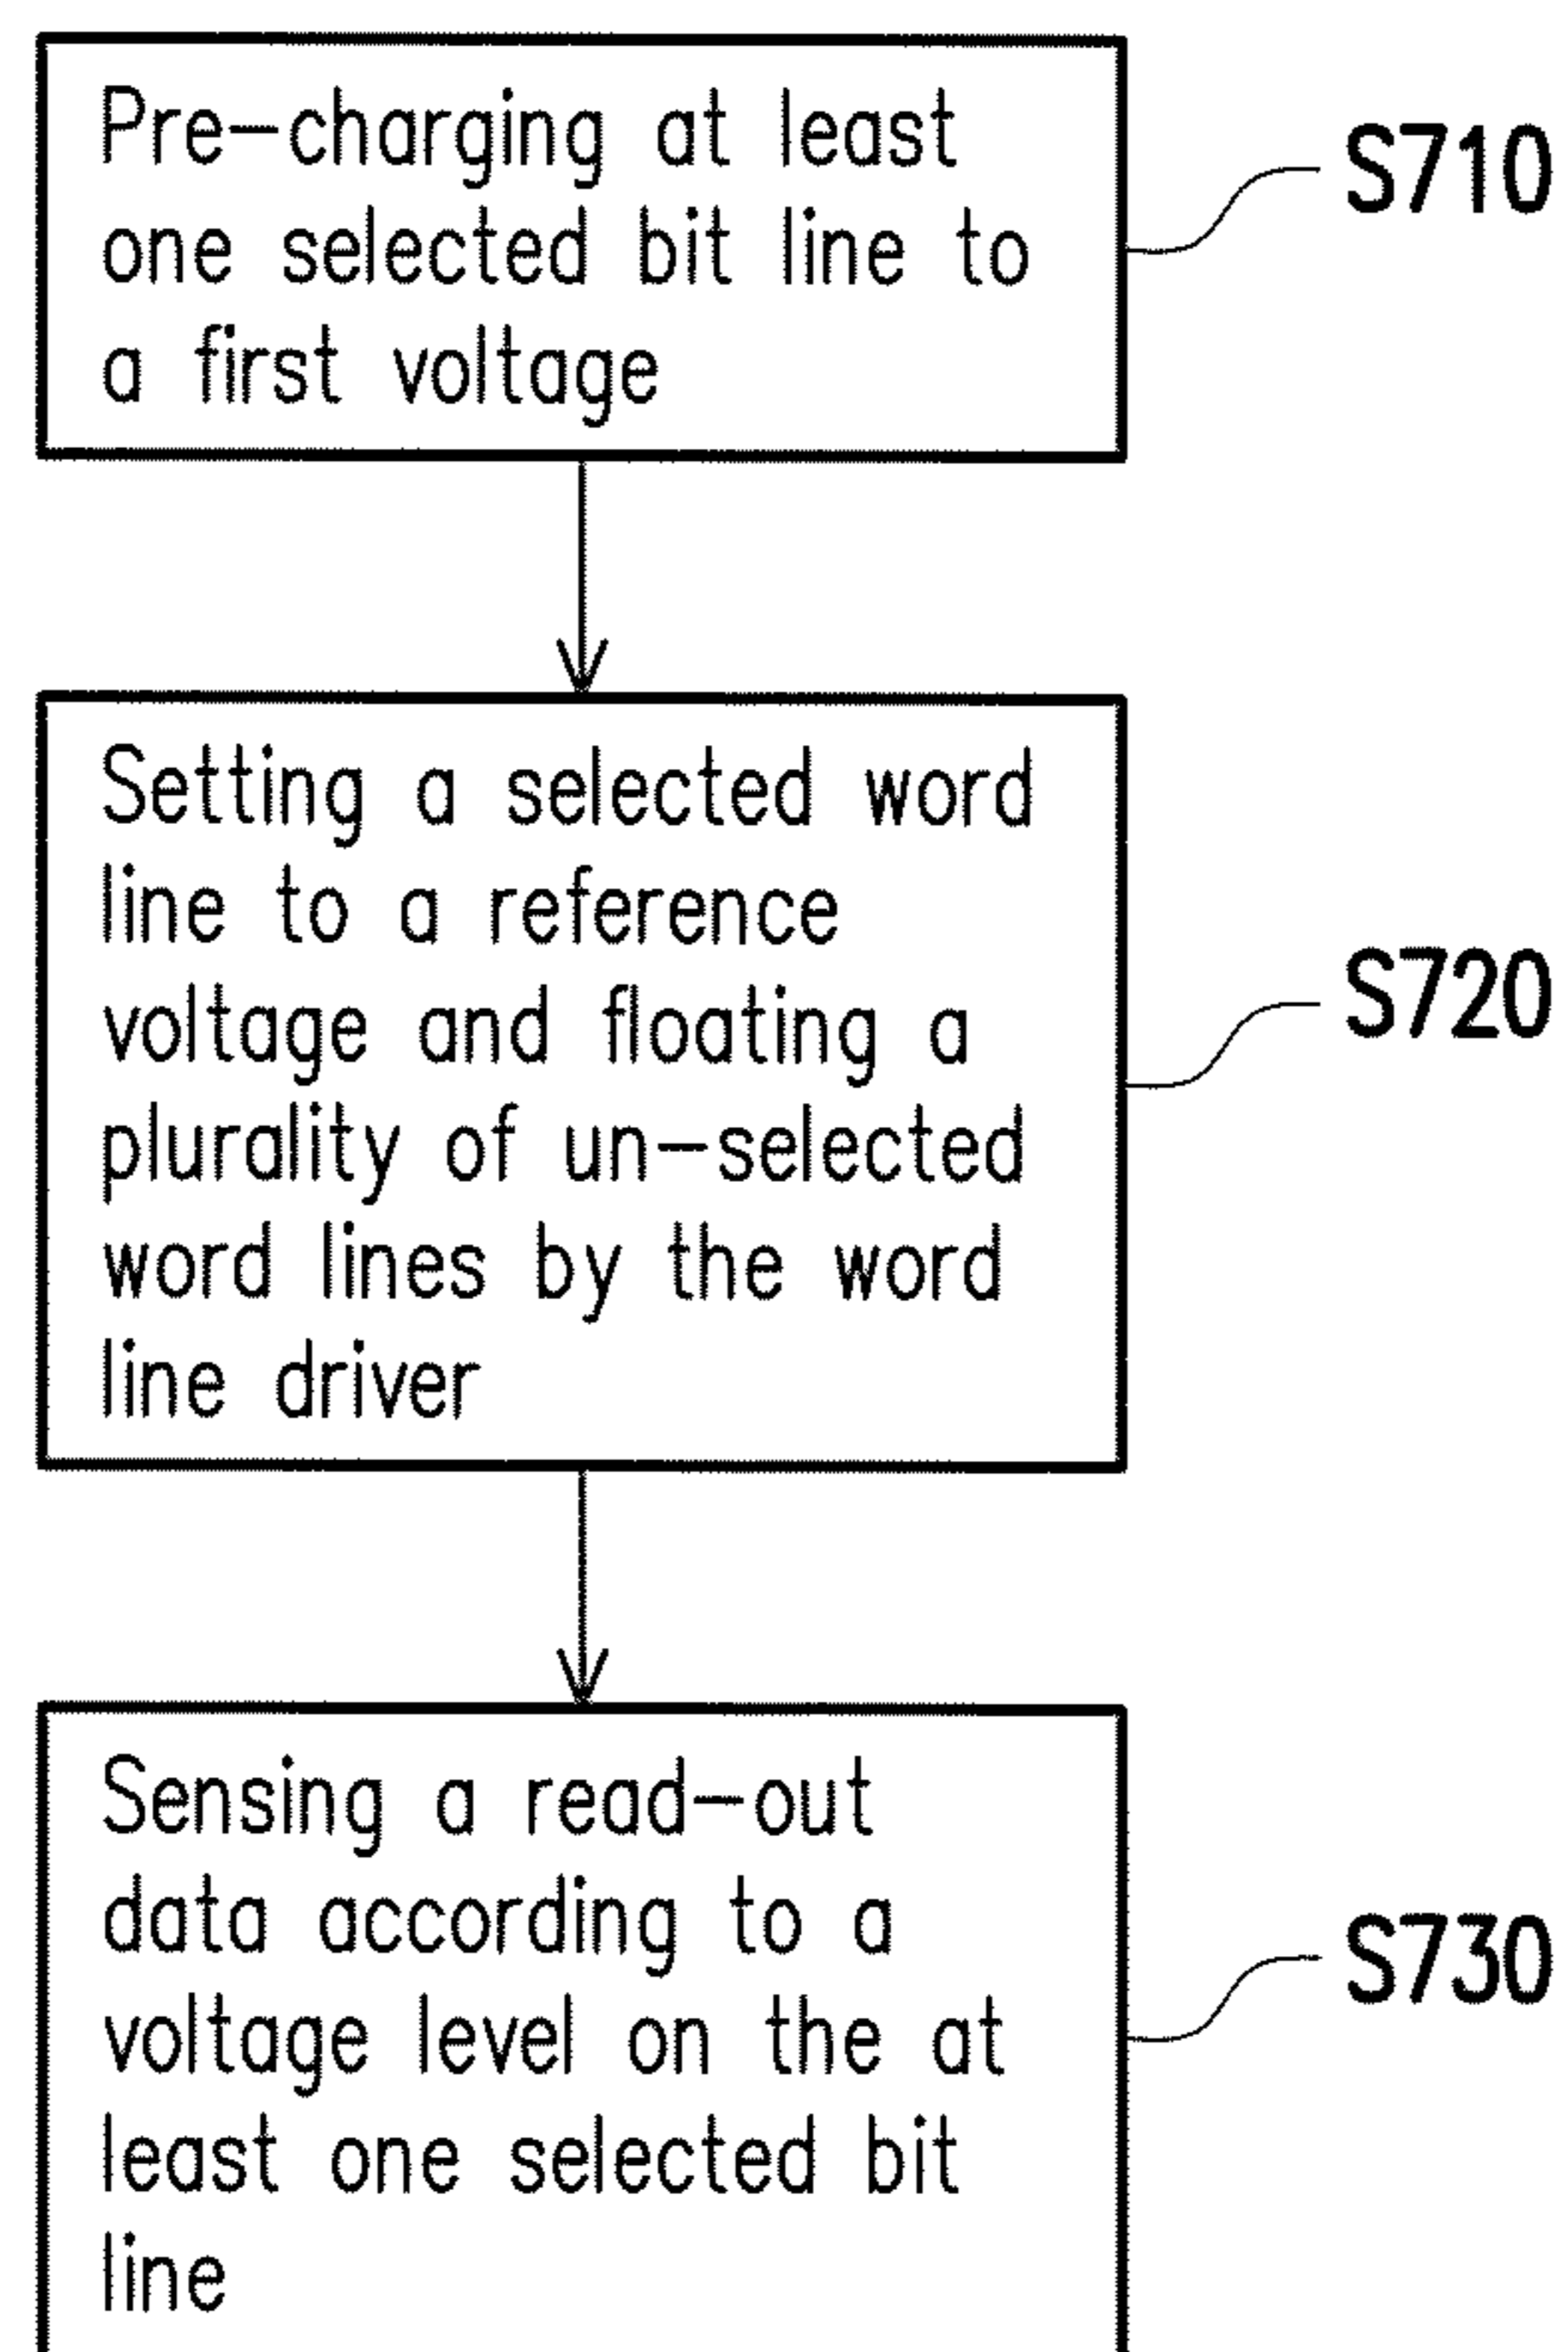 Pre-charging at least
one selected bit line to
a first voltage
S710
Setting a selected word
line to a reference
voltage and floating a
plurality of un-selected
word lines by the word
line driver
S720
Sensing a read-out
data according to a
voltage level on the at
least one selected bit
line
S730